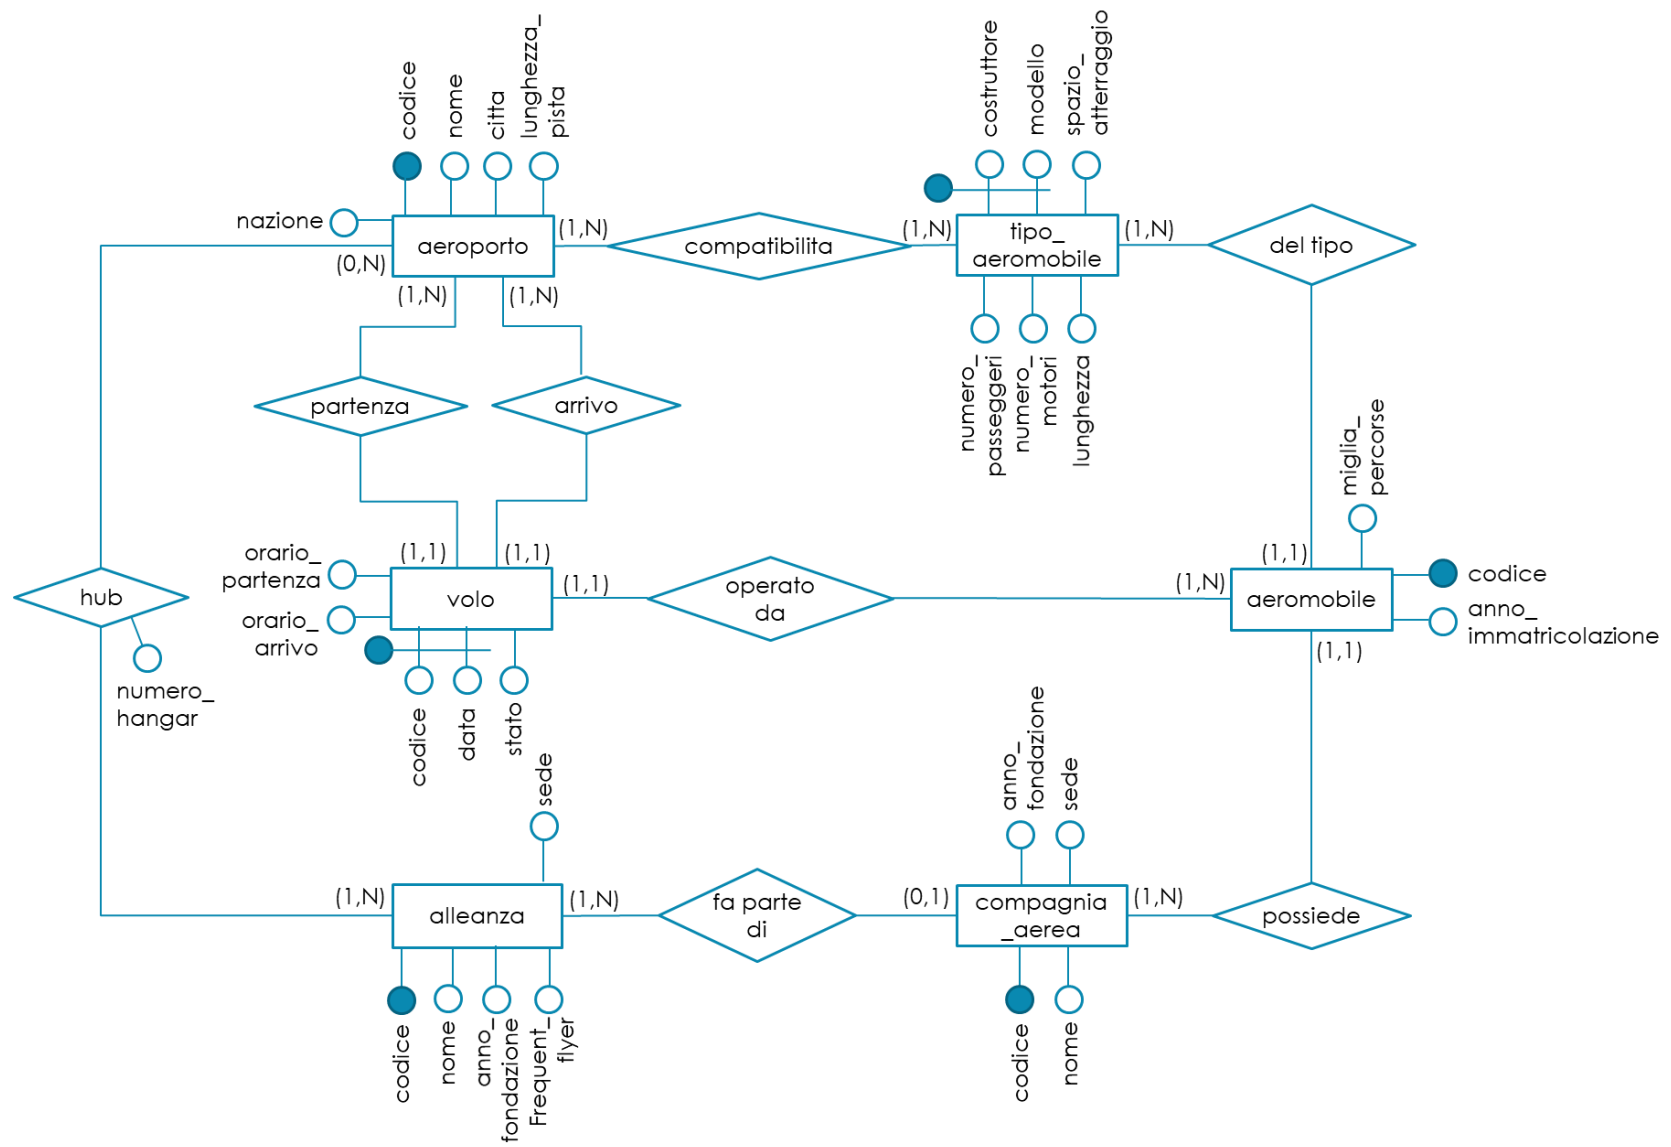 codice
nome
citta
lunghezza_
pista
nazione
aeroporto
(1,N)
(0,N)
(1,N)
(1,N)
compatibilita
costruttore
modello
spazio_
atterraggio
(1,N)
tipo_
aeromobile
(1,N)
numero_
passeggeri
numero_
motori
lunghezza
del tipo
partenza
arrivo
miglia_
percorse
orario_
partenza
orario_
arrivo
(1,1)
(1,1)
(1,1)
volo
codice
data
stato
operato
da
(1,N)
(1,1)
aeromobile
(1,1)
codice
anno_
immatricolazione
hub
numero_
hangar
sede
(1,N)
alleanza
(1,N)
codice
nome
anno_
fondazione
Frequent_
flyer
fa parte
di
anno_
fondazione
sede
(0,1)
compagnia
_aerea
(1,N)
codice
nome
possiede